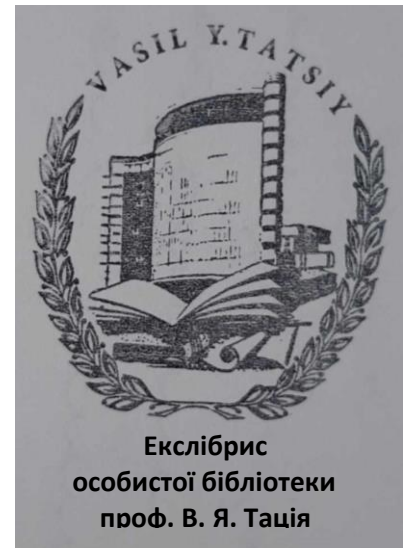 VASIL Y. TATSIY
Екслібрис
особистої бібліотеки
проф. В. Я. Тація